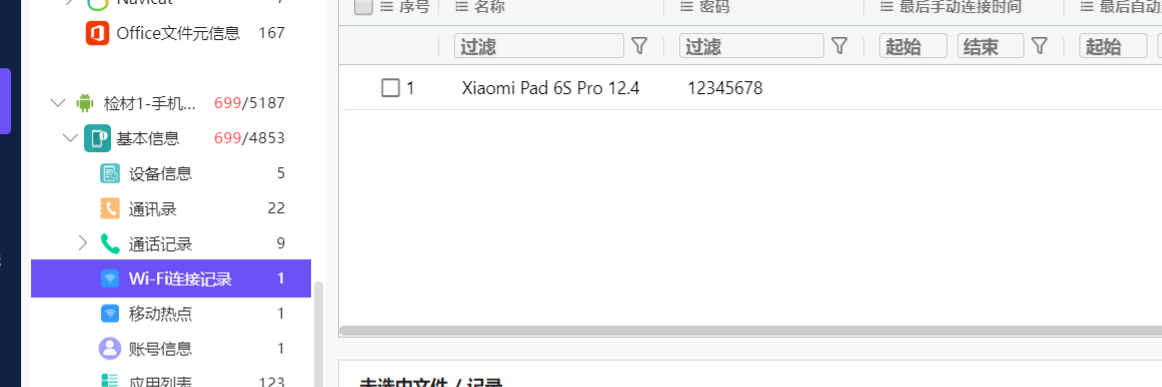 Navicat 7
Office文件元信息 167
检材1-手机... 699/5187
基本信息 699/4853
设备信息 5
通讯录 22
通话记录 9
Wi-Fi连接记录 1
移动热点 1
账号信息 1
应用列表 123
序号 名称 密码 最后手动连接时间 最后自动
过滤 过滤 起始 结束 起始
1 Xiaomi Pad 6S Pro 12.4 12345678
未选中文件 / 记录